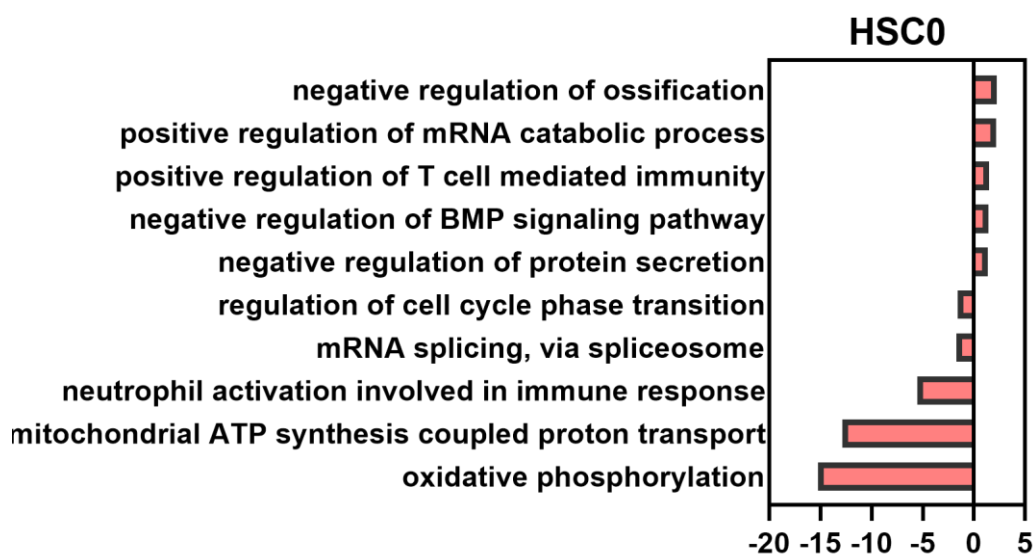 HSC0
negative regulation of ossification
positive regulation of mRNA catabolic process
positive regulation of T cell mediated immunity
negative regulation of BMP signaling pathway
negative regulation of protein secretion
regulation of cell cycle phase transition
mRNA splicing, via spliceosome
neutrophil activation involved in immune response
mitochondrial ATP synthesis coupled proton transport
oxidative phosphorylation
-20 -15 -10 -5 0 5